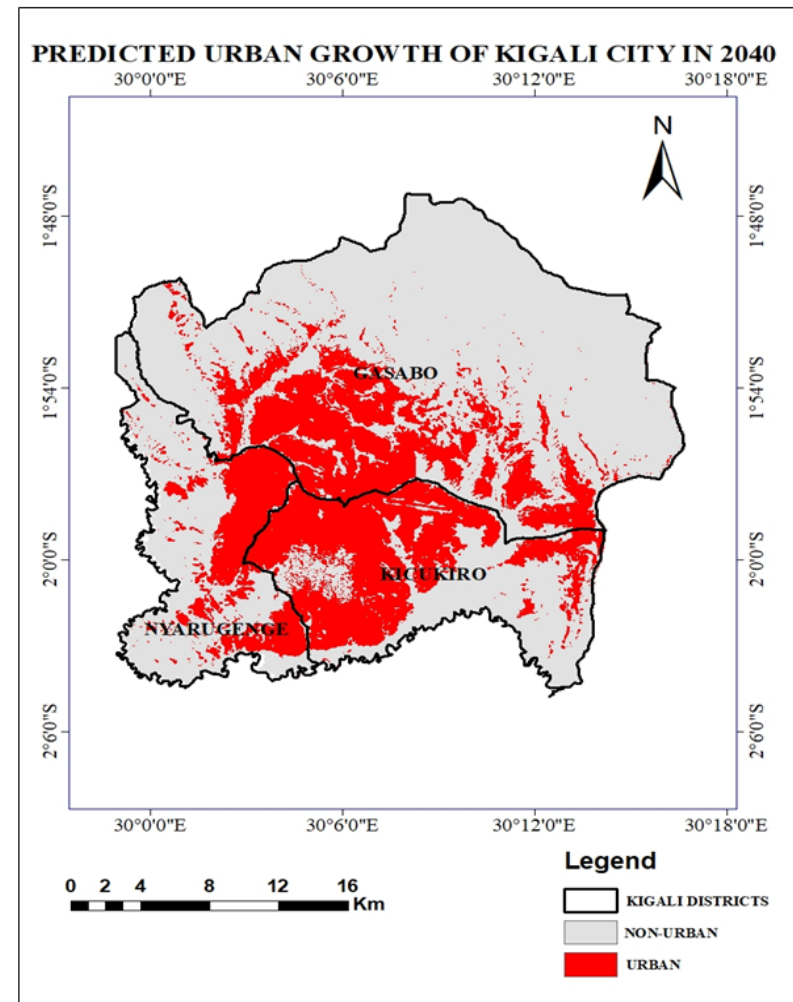 PREDICTED URBAN GROWTH OF KIGALI CITY IN 2040
30°0'0"E 30°6'0"E 30°12'0"E 30°18'0"E
N
1°48'0"S 1°48'0"S
GASABO
1°54'0"S 1°54'0"S
2°0'0"S 2°0'0"S
KICUKIRO
NYARUGENGE
2°6'0"S 2°6'0"S
30°0'0"E 30°6'0"E 30°12'0"E 30°18'0"E
Legend
0 2 4 8 12 16
Km
KIGALI DISTRICTS
NON-URBAN
URBAN